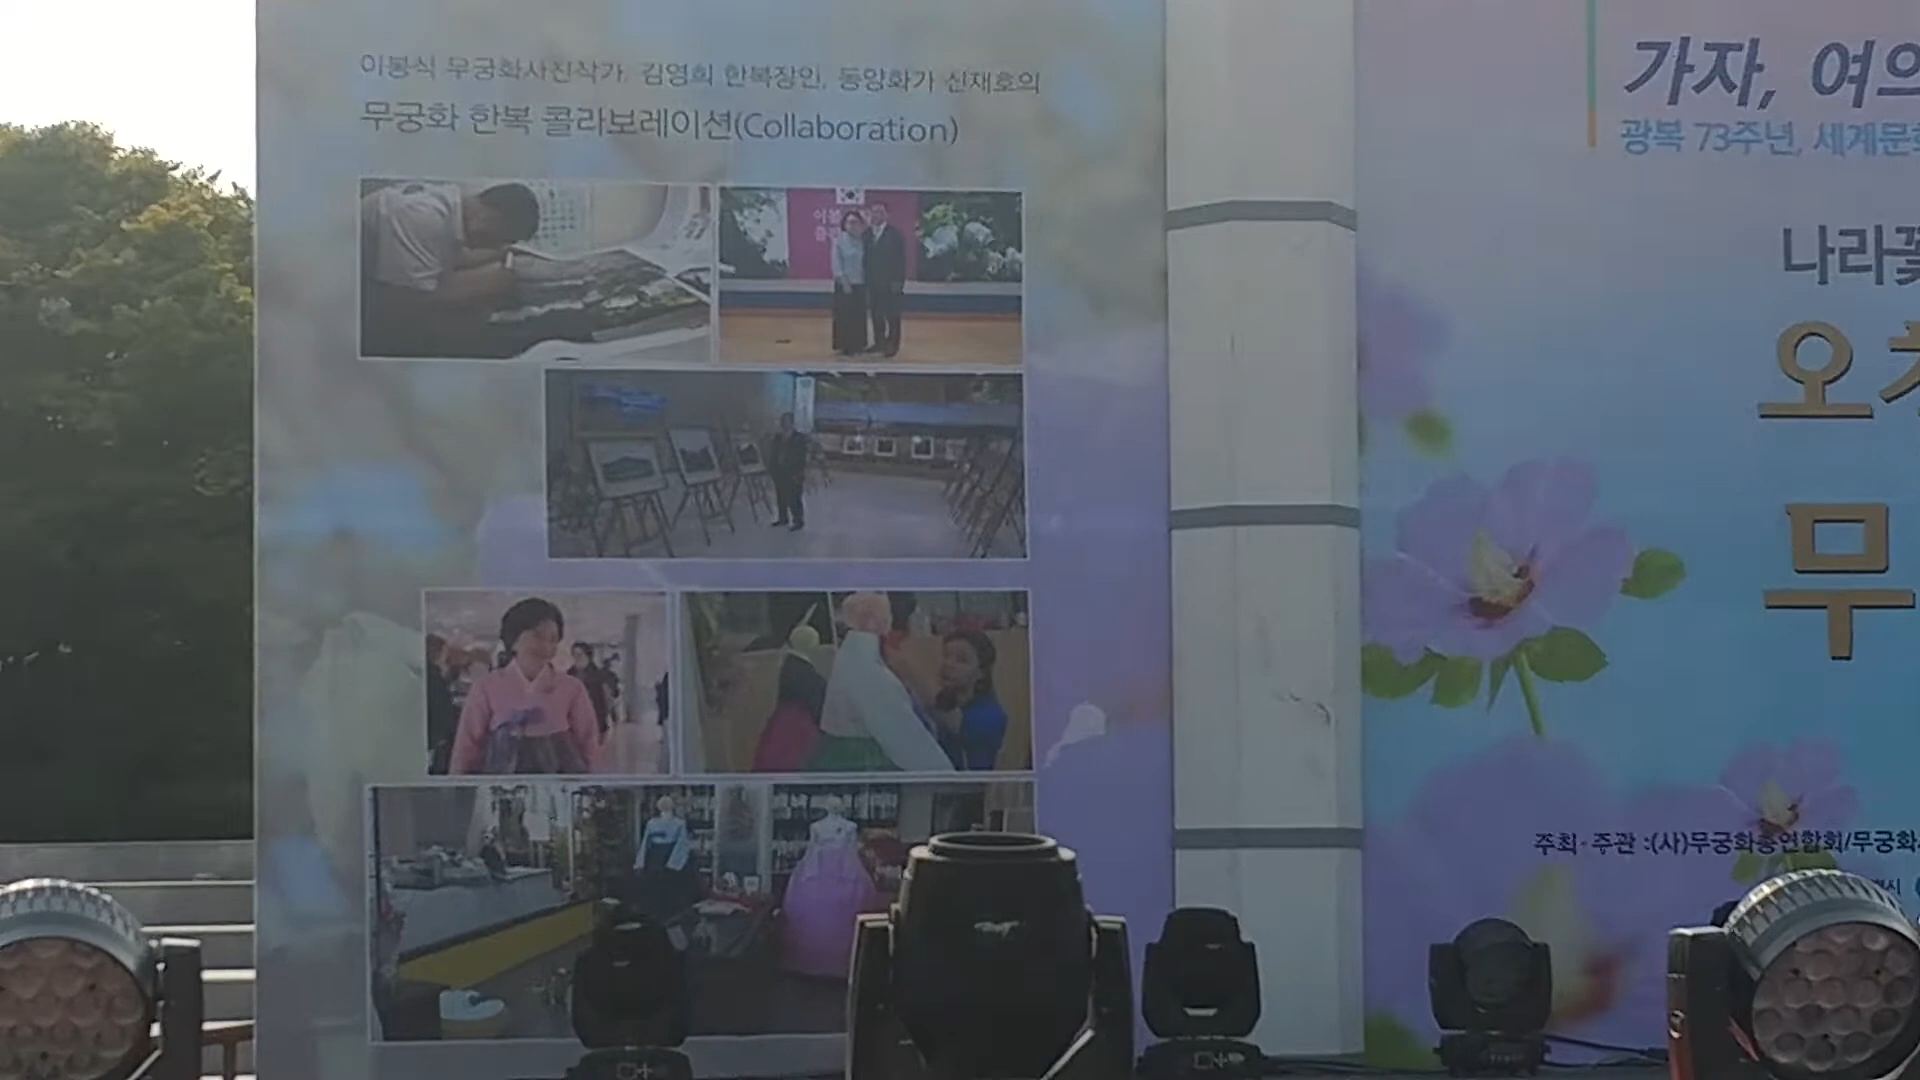 이봉식 무궁화사진작가, 김영희 한복장인, 동양화가 신재호의
무궁화 한복 콜라보레이션(Collaboration)
가자, 여의
광복 73주년, 세계문화
나라꽃
오
무
주최·주관 :(사)무궁화총연합회/무궁화